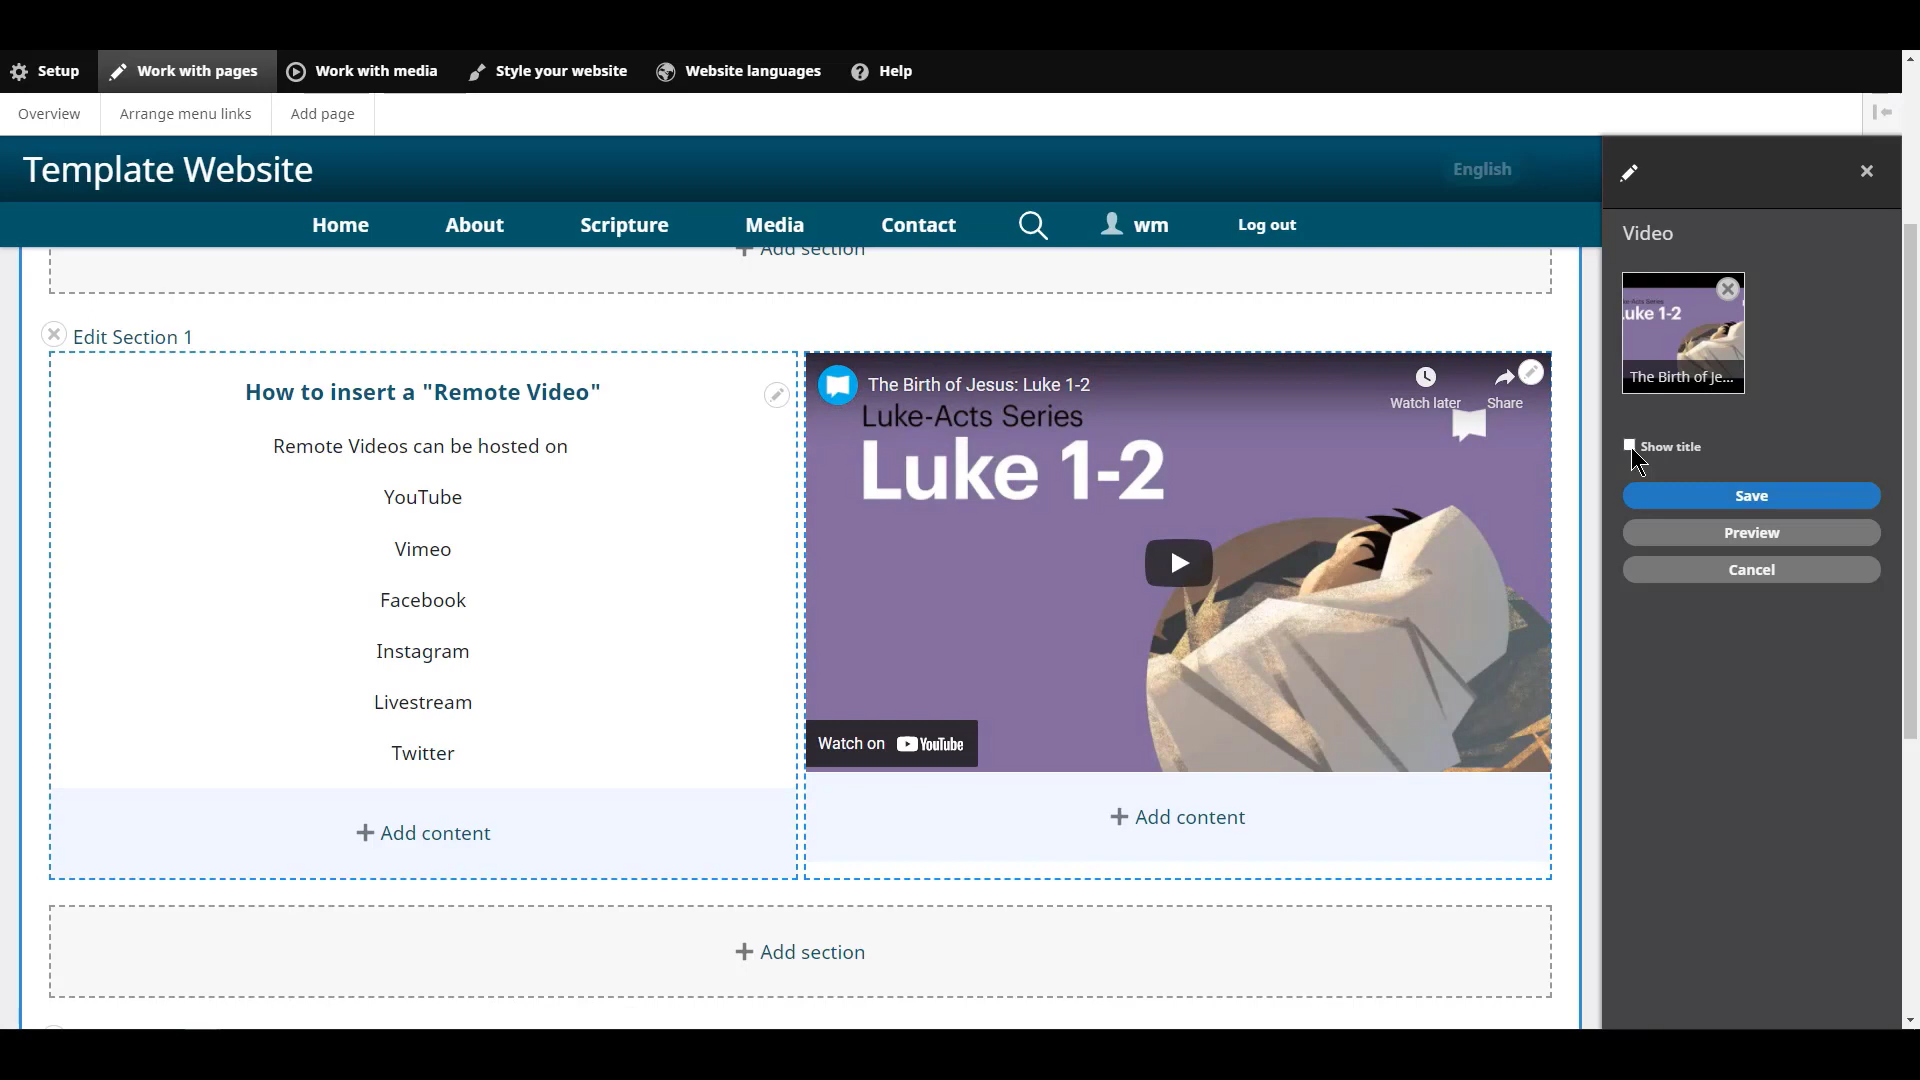 Setup
Work with pages
Work with media
Style your website
Website languages
Help
Overview
Arrange menu links
Add page
Template Website
English
Home
About
Scripture
Media
Contact
wm
Log out
Add section
Edit Section 1
How to insert a "Remote Video"
Remote Videos can be hosted on
YouTube
Vimeo
Facebook
Instagram
Livestream
Twitter
Add content
The Birth of Jesus: Luke 1-2
Watch later
Share
Luke-Acts Series
Luke 1-2
Watch on YouTube
Add content
Add section
Video
ke-Acts Series
uke 1-2
The Birth of Je...
Show title
Save
Preview
Cancel